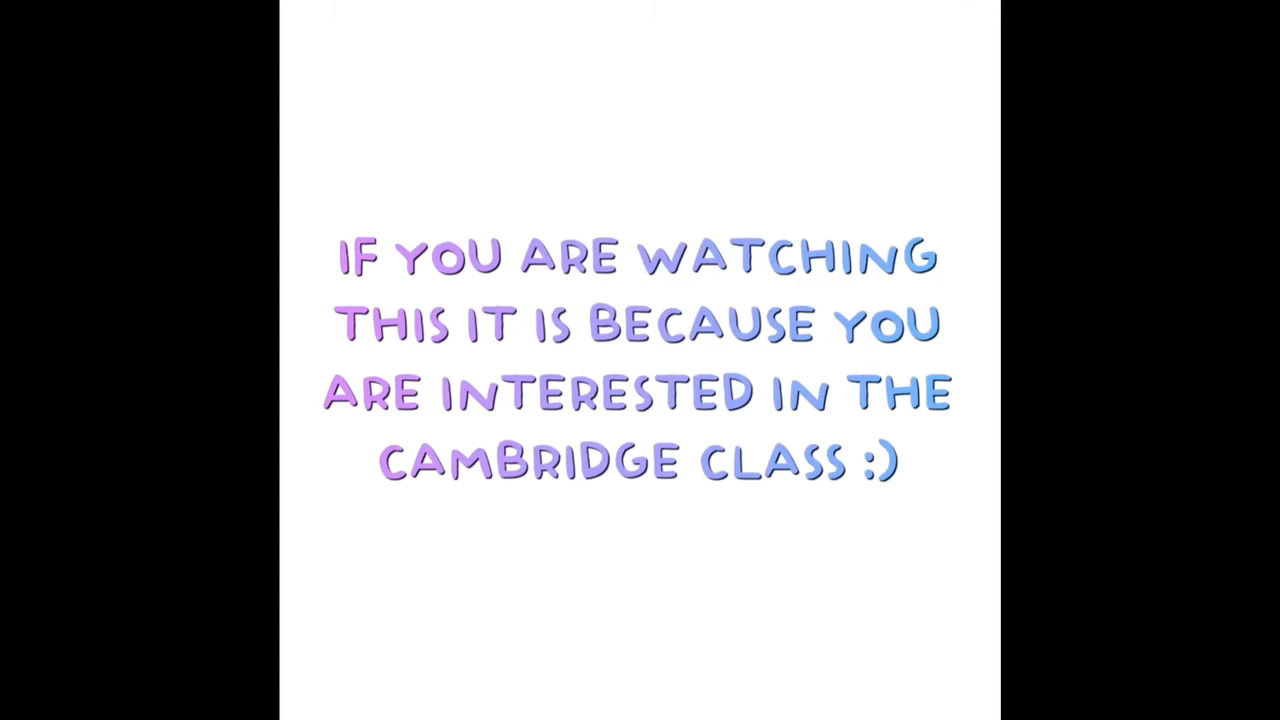 IF YOU ARE WATCHING
THIS IT IS BECAUSE YOU
ARE INTERESTED IN THE
CAMBRIDGE CLASS :)